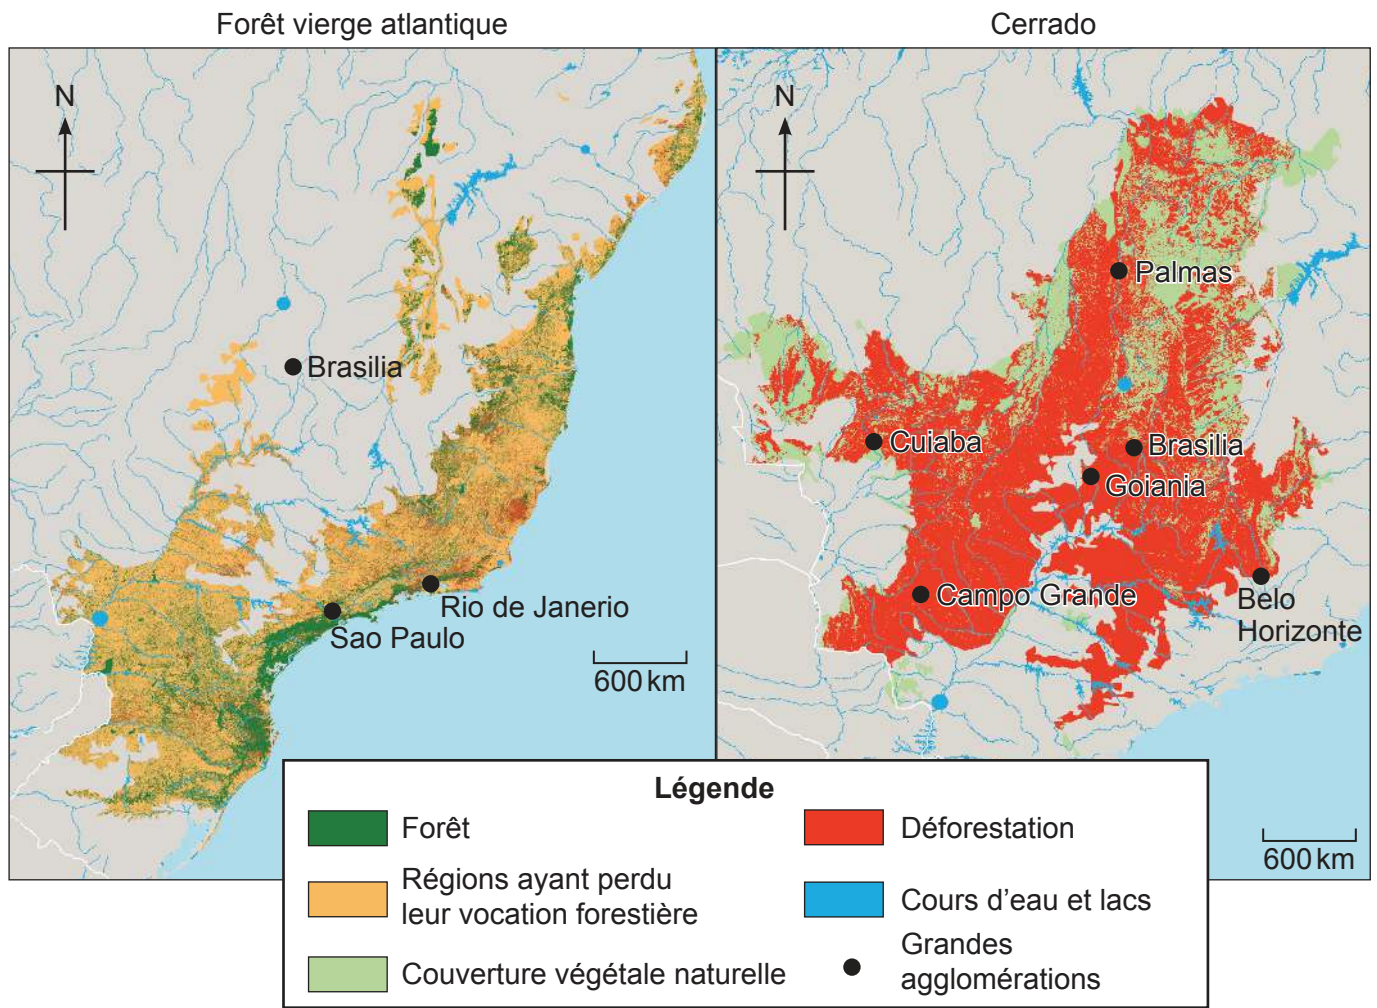 Forêt vierge atlantique
N
Brasilia
Rio de Janerio
Sao Paulo
600 km
Cerrado
N
Palmas
Cuiaba
Brasilia
Goiania
Campo Grande
Belo
Horizonte
600 km
Légende
Forêt
Régions ayant perdu
leur vocation forestière
Couverture végétale naturelle
Déforestation
Cours d'eau et lacs
Grandes
agglomérations